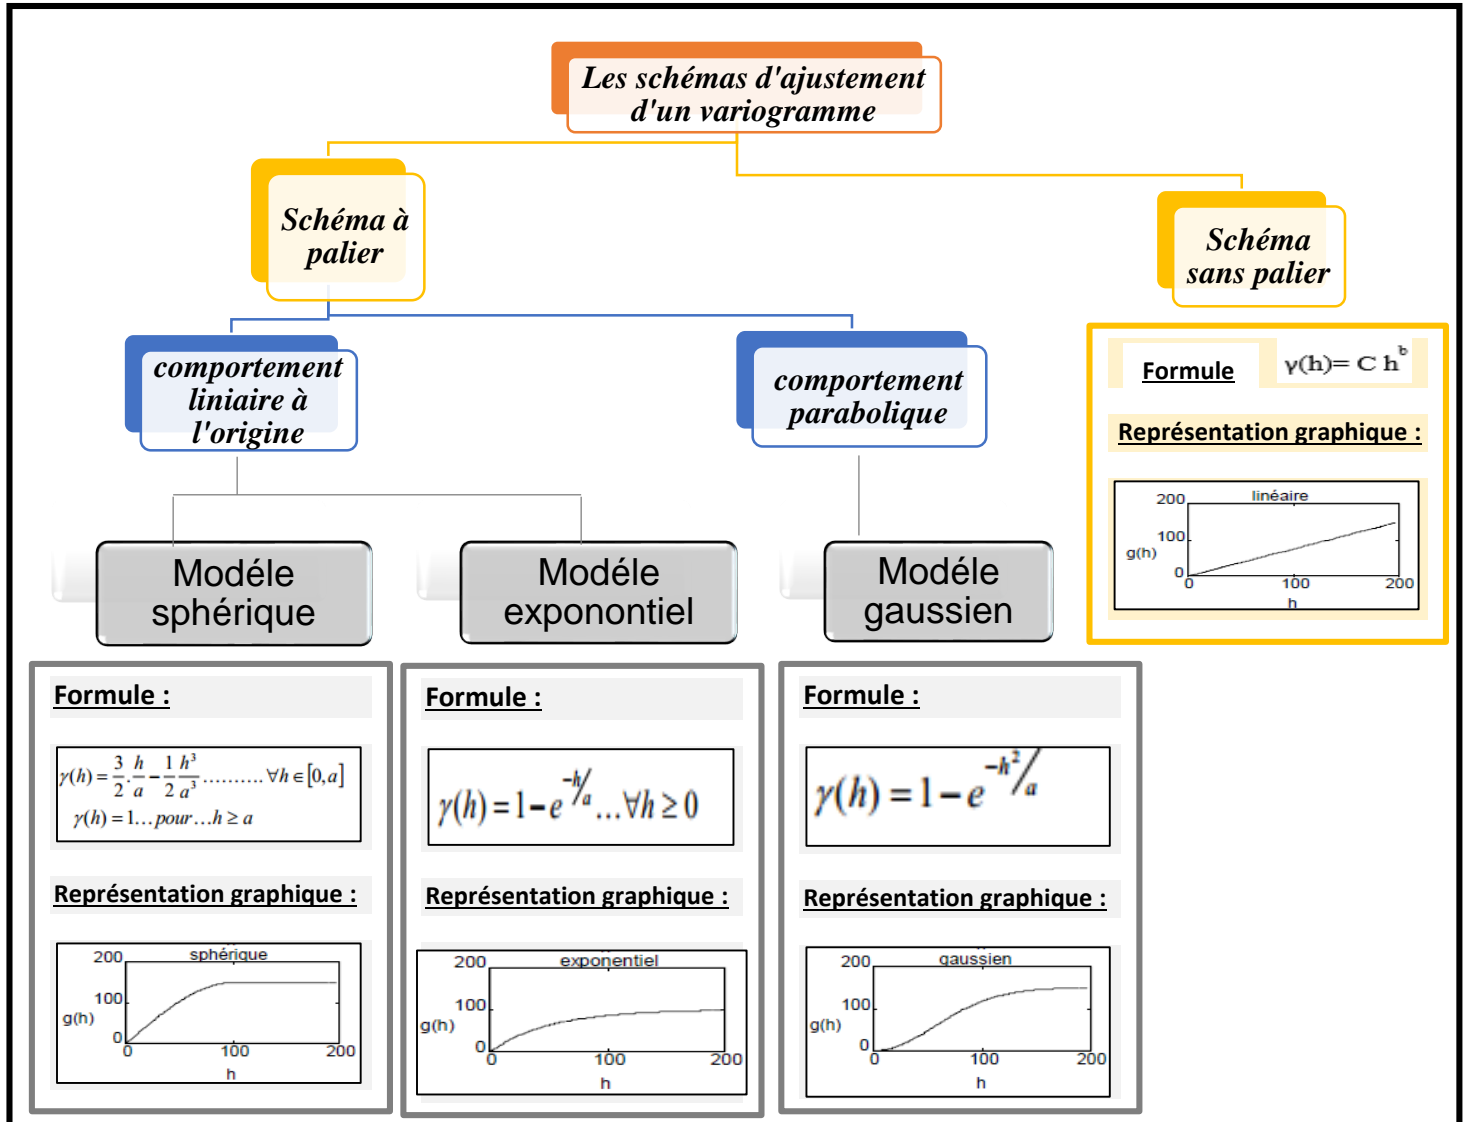 Les schémas d'ajustement
d'un variogramme
Schéma à
palier
Schéma
sans palier
comportement
liniaire à
l'origine
comportement
parabolique
Formule γ(h)= C h^b
Représentation graphique :
200 linéaire
100
g(h)
0
0 100 200
h
Modéle
sphérique
Modéle
exponontiel
Modéle
gaussien
Formule :
γ(h) = 3/2 . h/a − 1/2 h³/a³ .......... ∀h ∈ [0, a]
γ(h) = 1... pour ... h ≥ a
Représentation graphique :
200 sphérique
100
g(h)
0
0 100 200
h
Formule :
γ(h) = 1 − e^(−h/a) ... ∀h ≥ 0
Représentation graphique :
200 exponentiel
100
g(h)
0
0 100 200
h
Formule :
γ(h) = 1 − e^(−h²/a)
Représentation graphique :
200 gaussien
100
g(h)
0
0 100 200
h